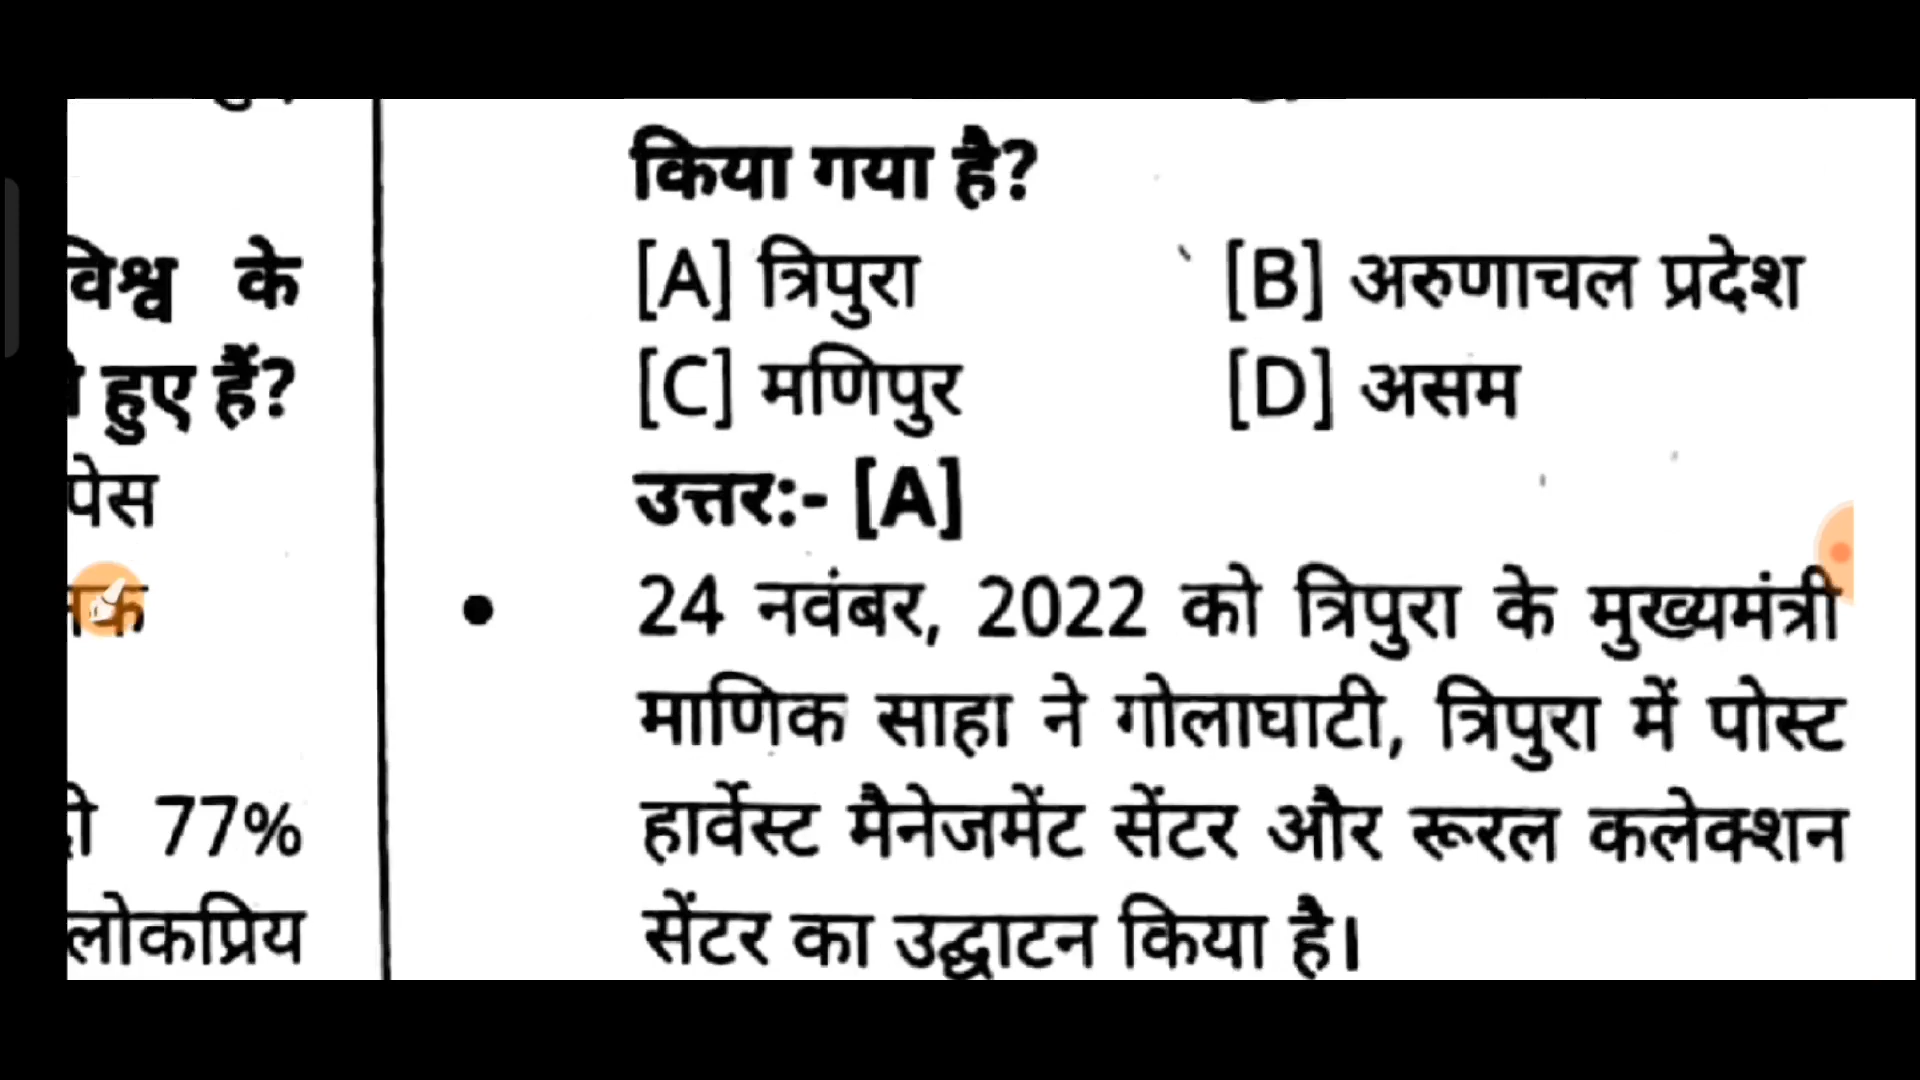 विश्व के
हुए हैं?
पेस
77%
लोकप्रिय
किया गया है?
[A] त्रिपुरा [B] अरुणाचल प्रदेश
[C] मणिपुर [D] असम
उत्तर:- [A]
• 24 नवंबर, 2022 को त्रिपुरा के मुख्यमंत्री
माणिक साहा ने गोलाघाटी, त्रिपुरा में पोस्ट
हार्वेस्ट मैनेजमेंट सेंटर और रूरल कलेक्शन
सेंटर का उद्घाटन किया है।